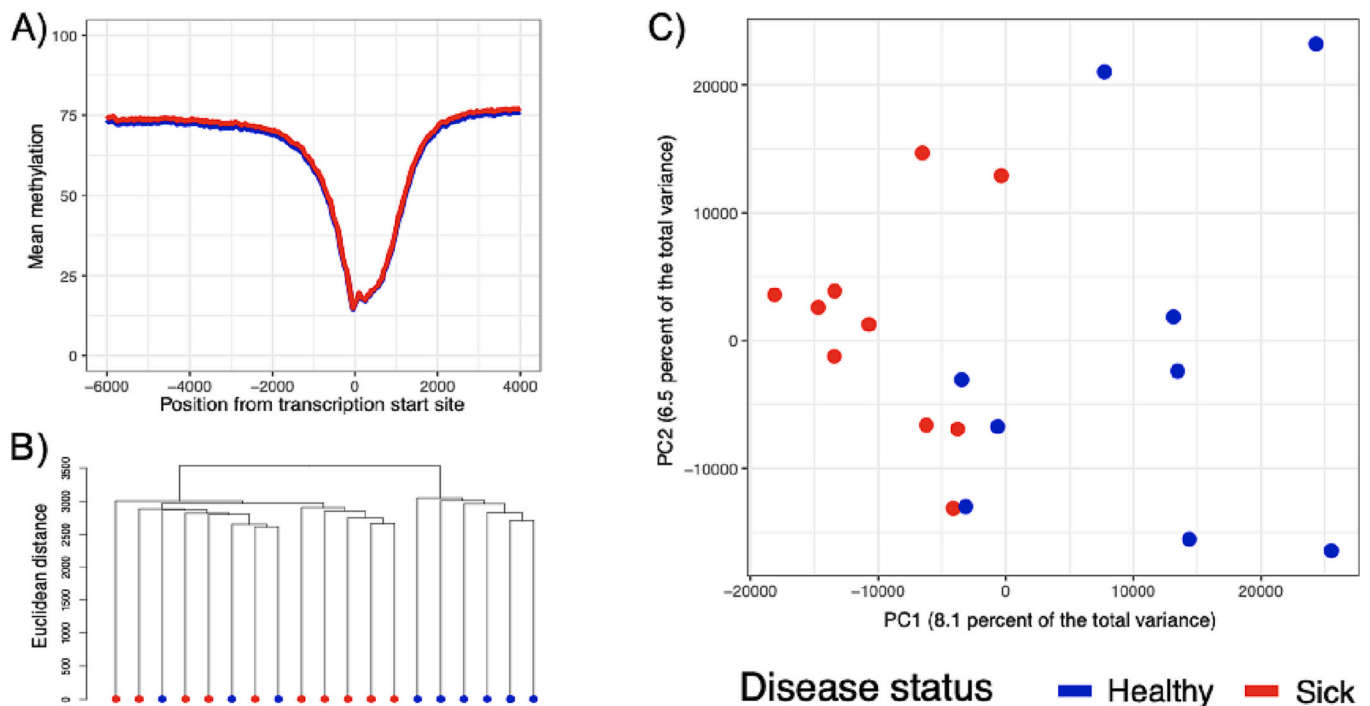 A)
100
75
50
25
0
Mean methylation
−6000 −4000 −2000 0 2000 4000
Position from transcription start site
B)
3500
3000
2500
2000
1500
1000
500
0
Euclidean distance
C)
20000
10000
0
−10000
PC2 (6.5 percent of the total variance)
−20000 −10000 0 10000 20000
PC1 (8.1 percent of the total variance)
Disease status Healthy Sick